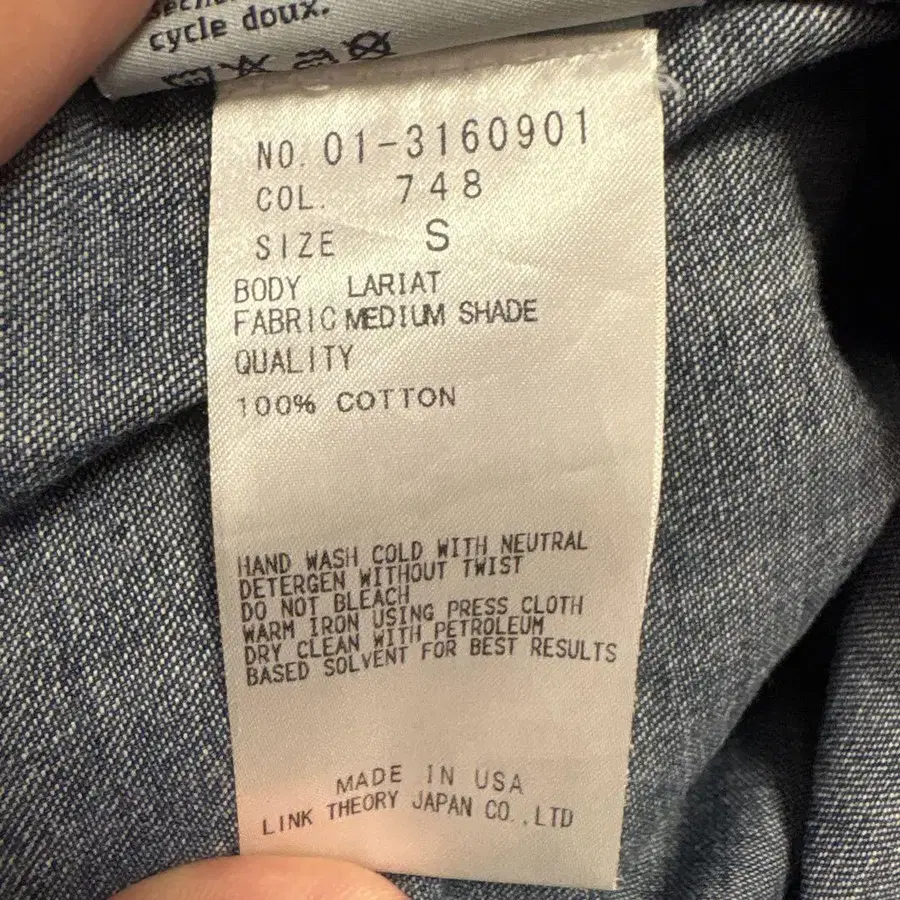 cycle doux.
NO. 01-3160901
COL. 748
SIZE S
BODY LARIAT
FABRIC MEDIUM SHADE
QUALITY
100% COTTON
HAND WASH COLD WITH NEUTRAL
DETERGEN WITHOUT TWIST
DO NOT BLEACH
WARM IRON USING PRESS CLOTH
DRY CLEAN WITH PETROLEUM
BASED SOLVENT FOR BEST RESULTS
MADE IN USA
LINK THEORY JAPAN CO.,LTD